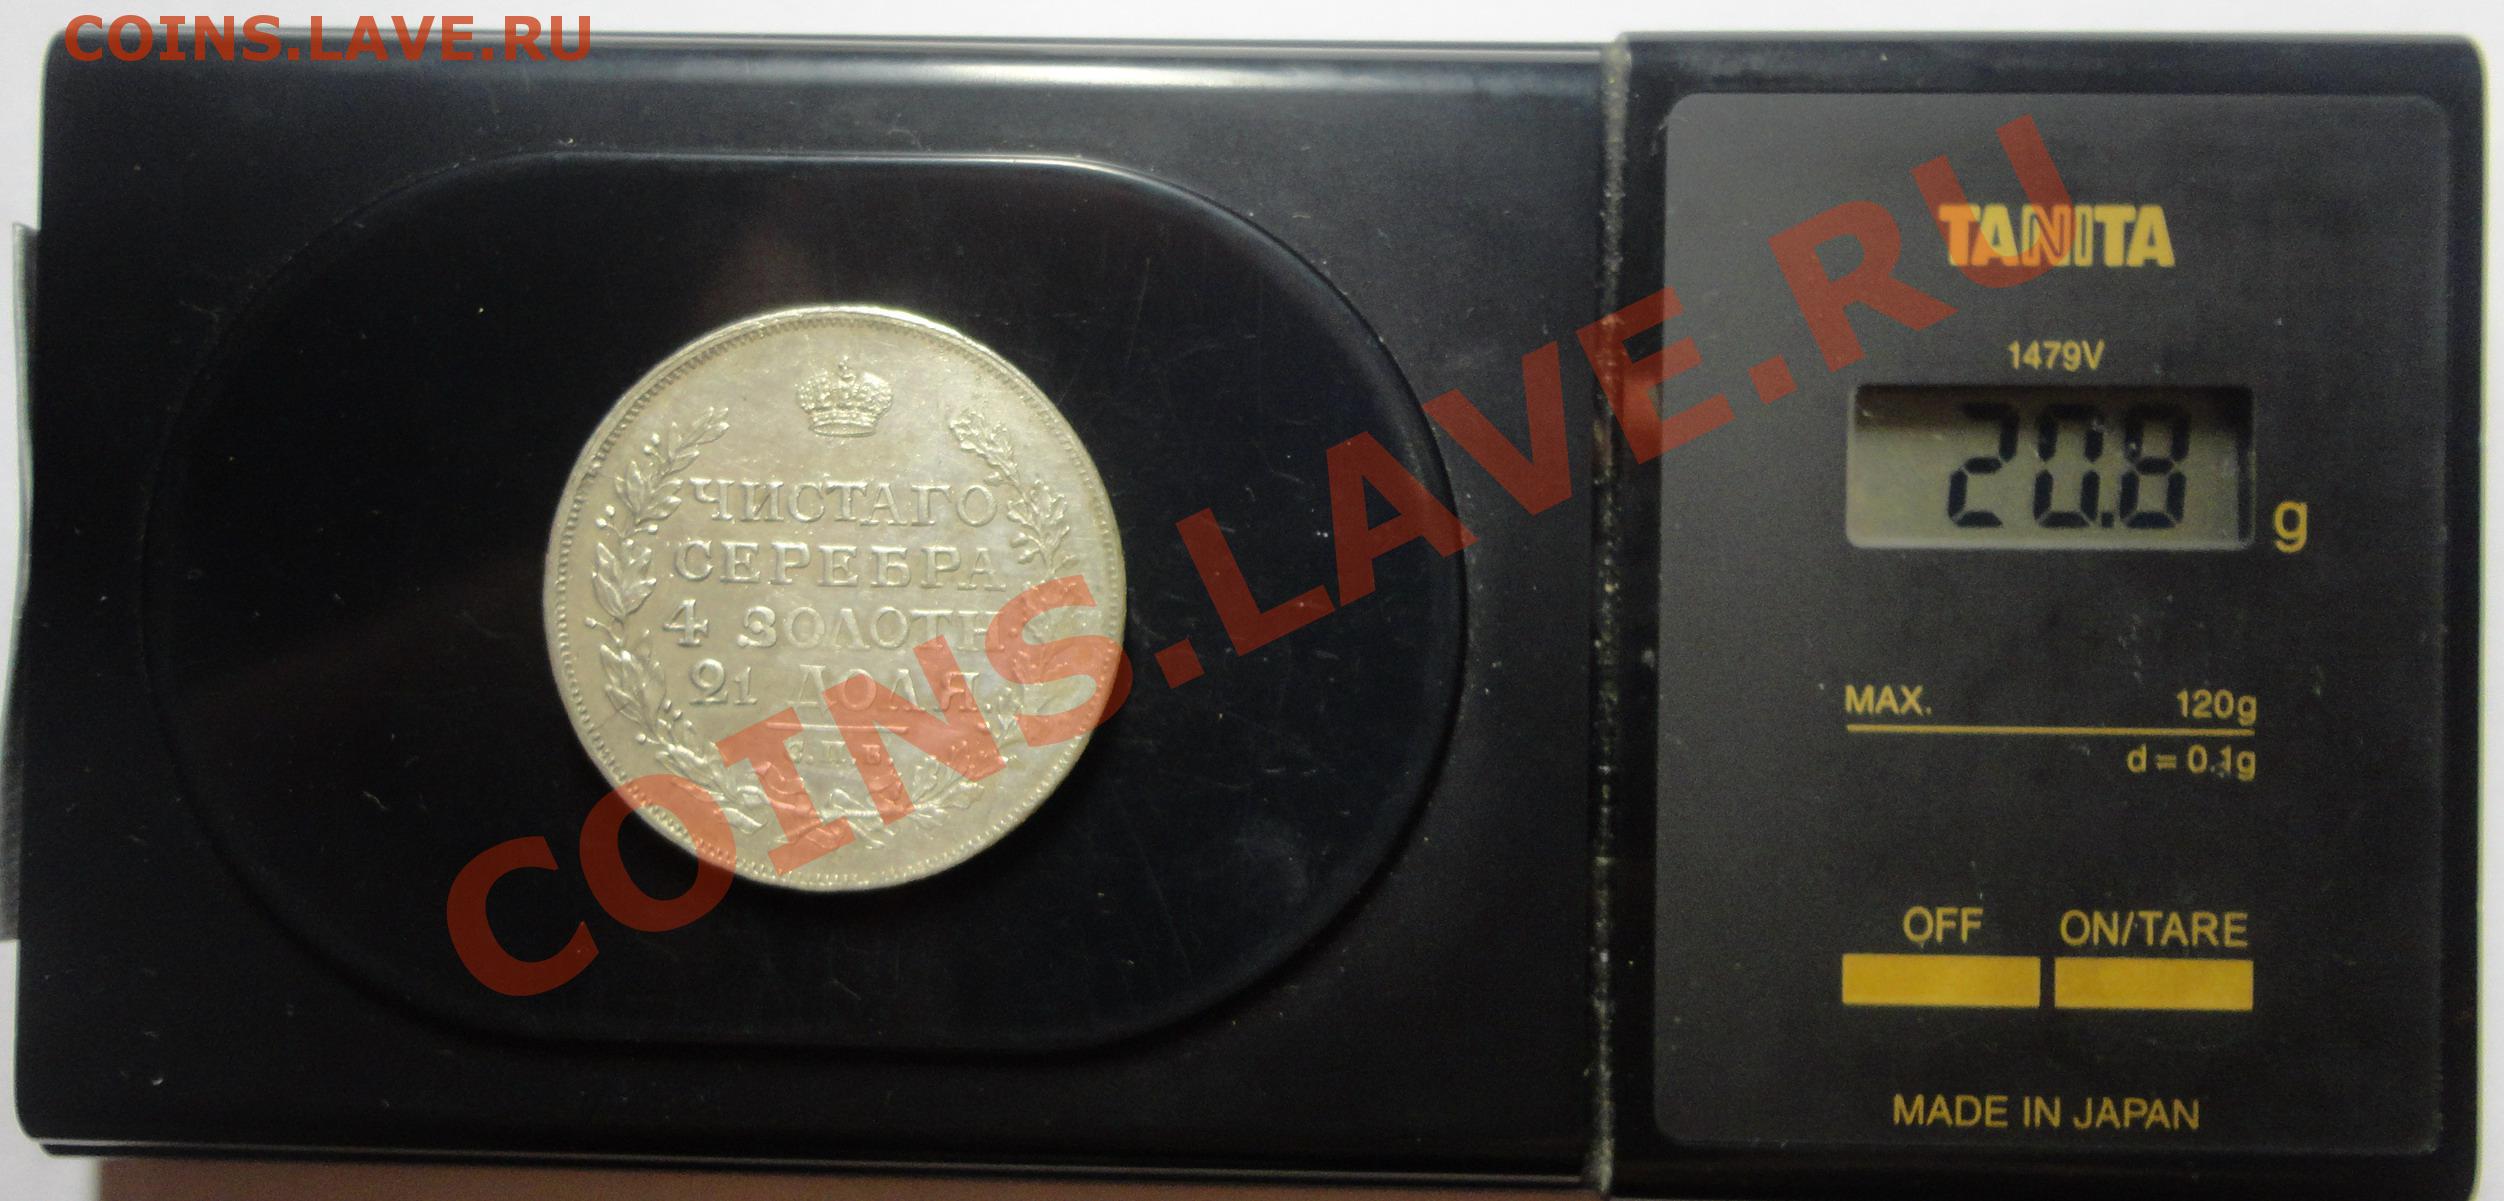 COINS.LAVE.RU
ЧИСТАГО
СЕРЕБРА
4 ЗОЛОТН.
21 ДОЛЯ.
С.П.Б.
COINS.LAVE.RU
TANITA
1479V
20.8 g
MAX. 120g
d = 0.1g
OFF ON/TARE
MADE IN JAPAN